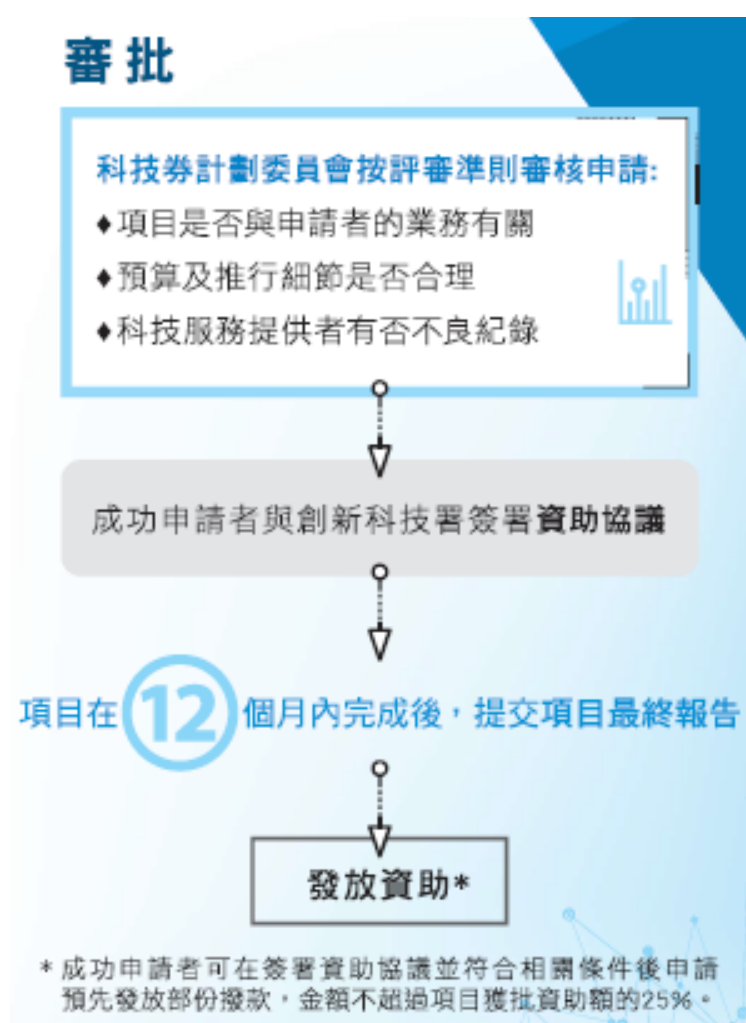 審批
科技券計劃委員會按評審準則審核申請:
♦項目是否與申請者的業務有關
♦預算及推行細節是否合理
♦科技服務提供者有否不良紀錄
成功申請者與創新科技署簽署資助協議
項目在12個月內完成後，提交項目最終報告
發放資助*
*成功申請者可在簽署資助協議並符合相關條件後申請
預先發放部份撥款，金額不超過項目獲批資助額的25%。